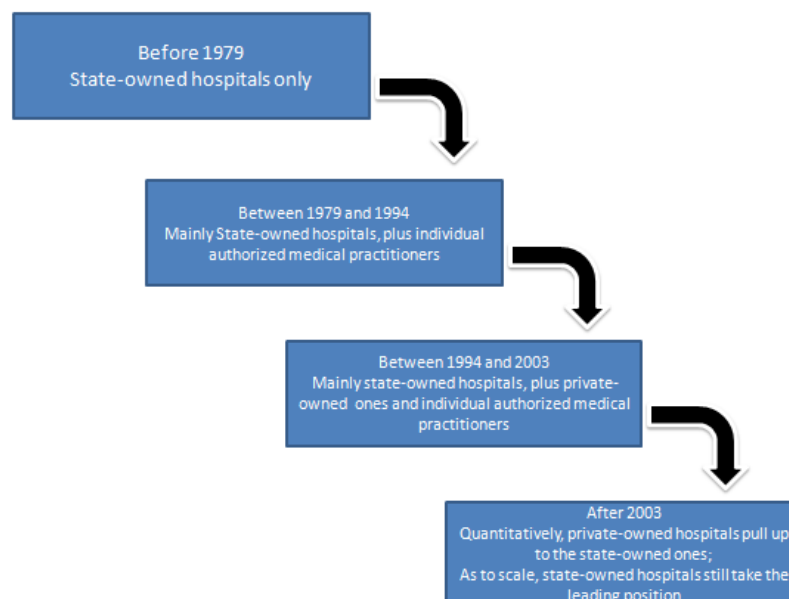 Before 1979
State-owned hospitals only
Between 1979 and 1994
Mainly State-owned hospitals, plus individual
authorized medical practitioners
Between 1994 and 2003
Mainly state-owned hospitals, plus private-
owned ones and individual authorized medical
practitioners
After 2003
Quantitatively, private-owned hospitals pull up
to the state-owned ones;
As to scale, state-owned hospitals still take the
leading position